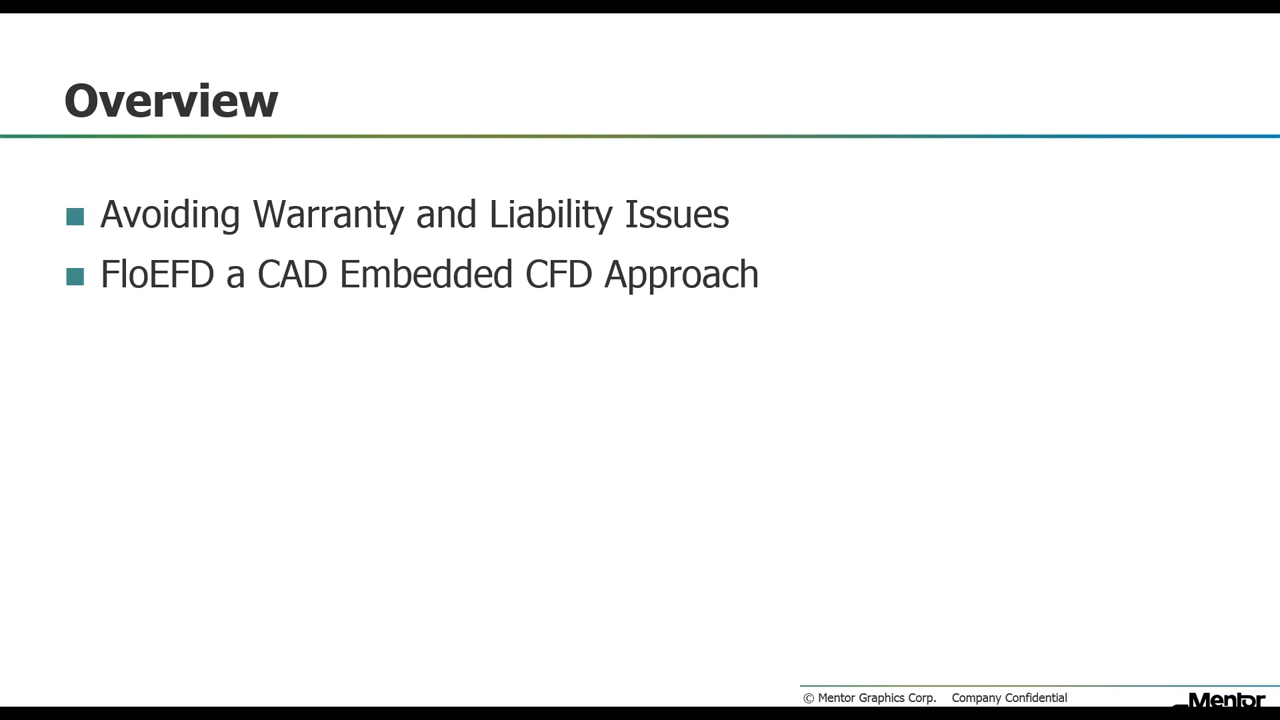 Overview
Avoiding Warranty and Liability Issues
FloEFD a CAD Embedded CFD Approach
© Mentor Graphics Corp. Company Confidential
Mentor